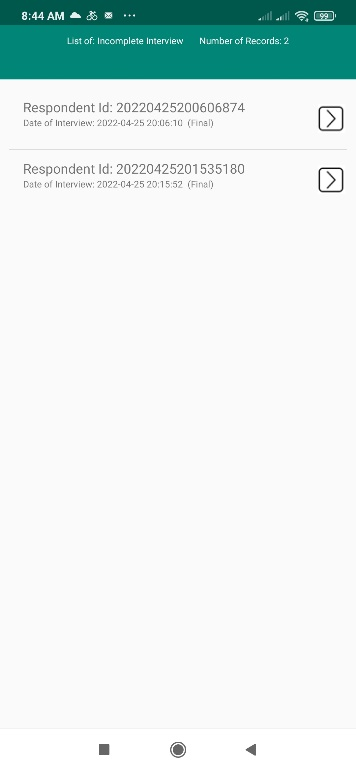 8:44 AM ... 99
List of: Incomplete Interview Number of Records: 2
Respondent Id: 20220425200606874
Date of Interview: 2022-04-25 20:06:10 (Final)
Respondent Id: 20220425201535180
Date of Interview: 2022-04-25 20:15:52 (Final)